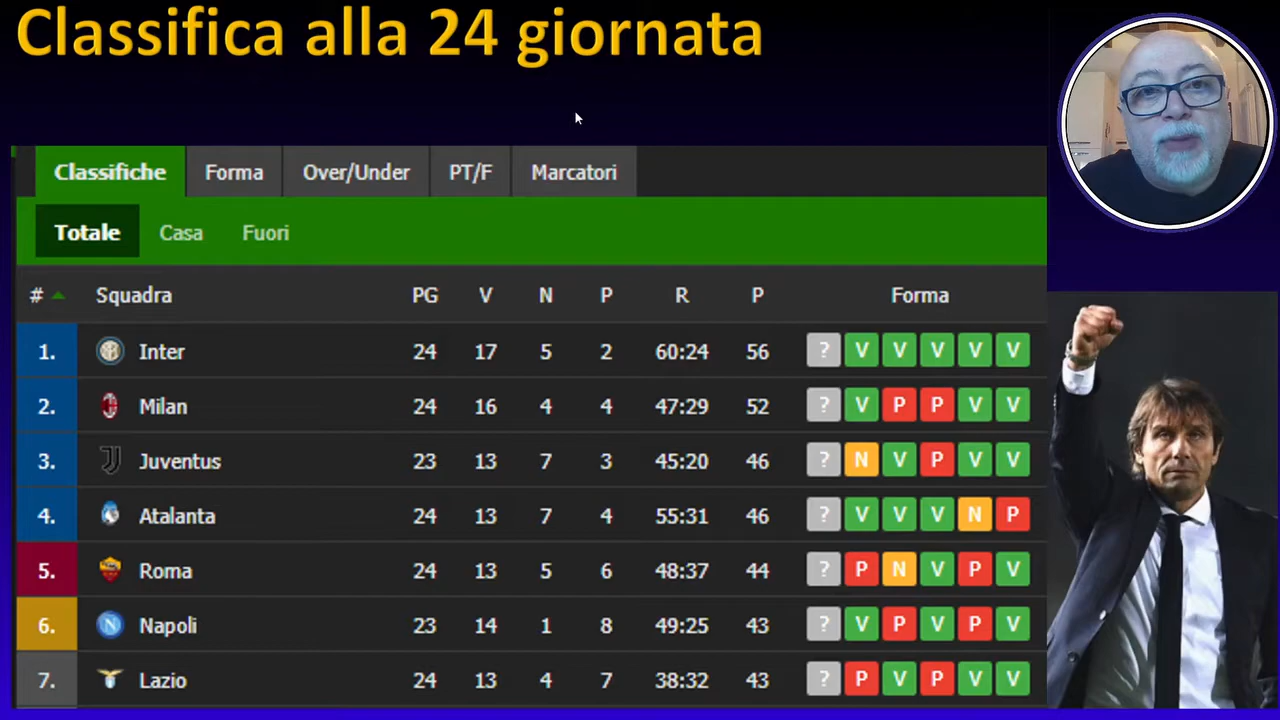 Classifica alla 24 giornata
Classifiche Forma Over/Under PT/F Marcatori
Totale Casa Fuori
# Squadra PG V N P R P Forma
1. Inter 24 17 5 2 60:24 56 ? V V V V V
2. Milan 24 16 4 4 47:29 52 ? V P P V V
3. Juventus 23 13 7 3 45:20 46 ? N V P V V
4. Atalanta 24 13 7 4 55:31 46 ? V V V N P
5. Roma 24 13 5 6 48:37 44 ? P N V P V
6. Napoli 23 14 1 8 49:25 43 ? V P V P V
7. Lazio 24 13 4 7 38:32 43 ? P V P V V